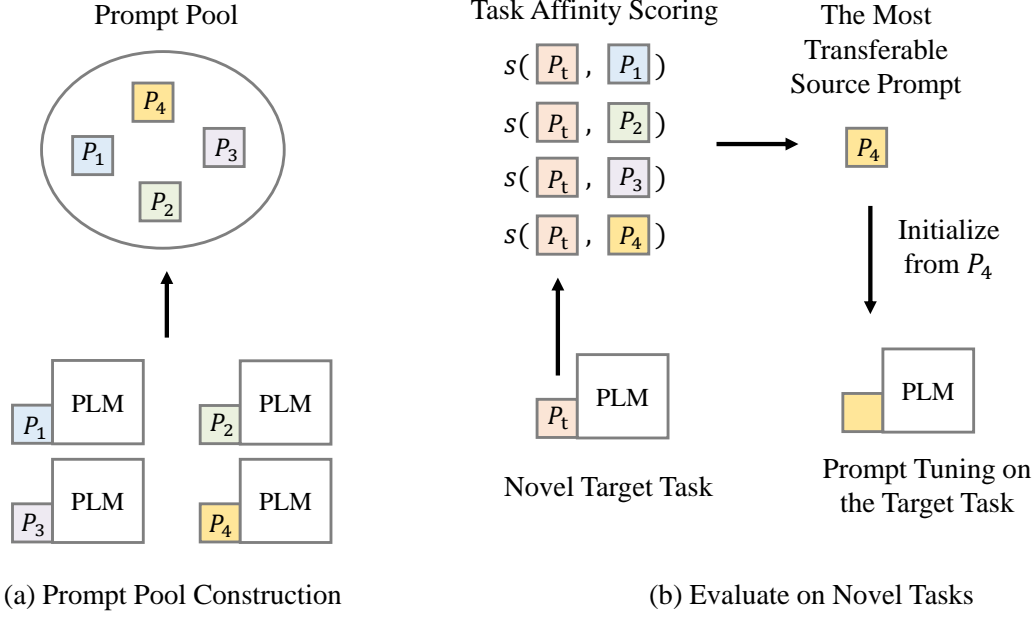 Prompt Pool
P4
P1
P3
P2
PLM
P1
PLM
P2
PLM
P3
PLM
P4
(a) Prompt Pool Construction
Task Affinity Scoring
s( Pt , P1 )
s( Pt , P2 )
s( Pt , P3 )
s( Pt , P4 )
PLM
Pt
Novel Target Task
The Most
Transferable
Source Prompt
P4
Initialize
from P4
PLM
Prompt Tuning on
the Target Task
(b) Evaluate on Novel Tasks